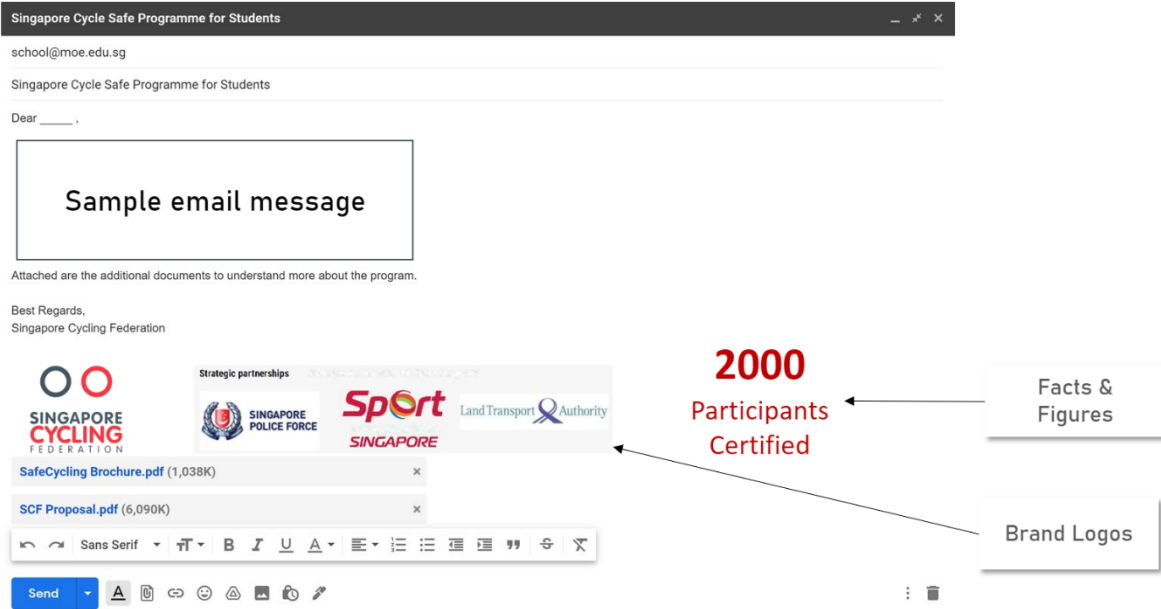 Singapore Cycle Safe Programme for Students
school@moe.edu.sg
Singapore Cycle Safe Programme for Students
Dear _____ ,
Sample email message
Attached are the additional documents to understand more about the program.
Best Regards,
Singapore Cycling Federation
SINGAPORE
CYCLING
FEDERATION
Strategic partnerships
SINGAPORE
POLICE FORCE
Sport
SINGAPORE
Land Transport Authority
2000
Participants
Certified
Facts &
Figures
Brand Logos
SafeCycling Brochure.pdf (1,038K)
SCF Proposal.pdf (6,090K)
Sans Serif
B I U A
Send
A